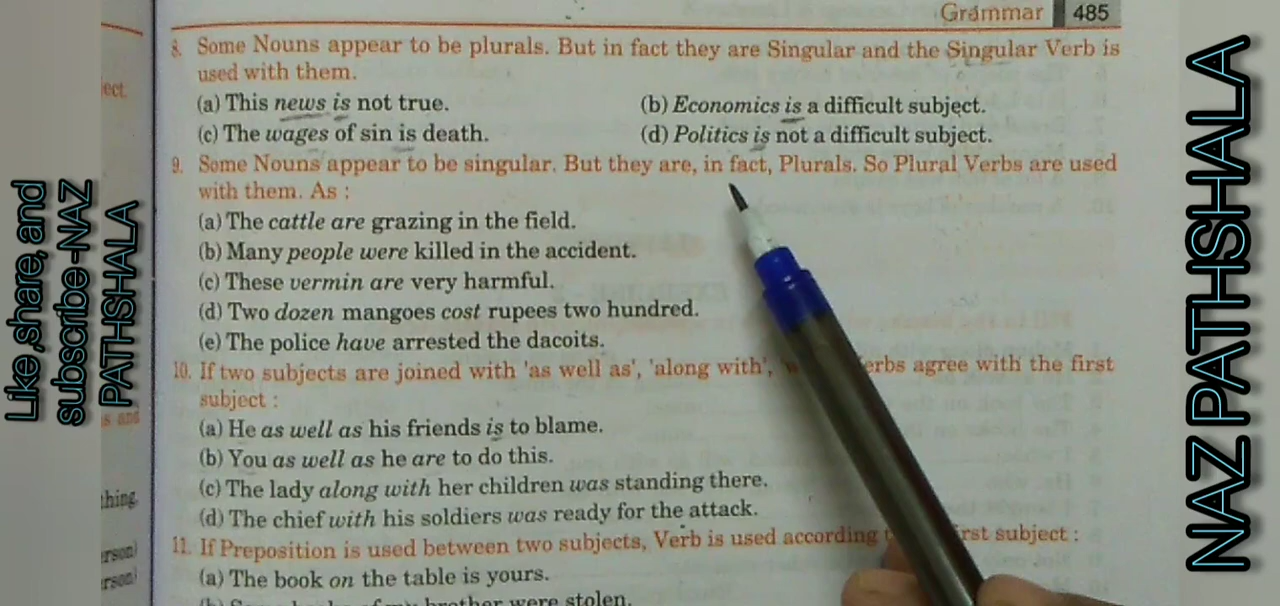 Grammar 485
8. Some Nouns appear to be plurals. But in fact they are Singular and the Singular Verb is
used with them.
(a) This news is not true. (b) Economics is a difficult subject.
(c) The wages of sin is death. (d) Politics is not a difficult subject.
9. Some Nouns appear to be singular. But they are, in fact, Plurals. So Plural Verbs are used
with them. As :
(a) The cattle are grazing in the field.
(b) Many people were killed in the accident.
(c) These vermin are very harmful.
(d) Two dozen mangoes cost rupees two hundred.
(e) The police have arrested the dacoits.
10. If two subjects are joined with 'as well as', 'along with', erbs agree with the first
subject :
(a) He as well as his friends is to blame.
(b) You as well as he are to do this.
(c) The lady along with her children was standing there.
(d) The chief with his soldiers was ready for the attack.
11. If Preposition is used between two subjects, Verb is used according rst subject :
(a) The book on the table is yours.
brother were stolen.
ect.
s and
thing
erson)
erson)
Like ,share, and
subscribe -NAZ
PATHSHALA
NAZ PATHSHALA